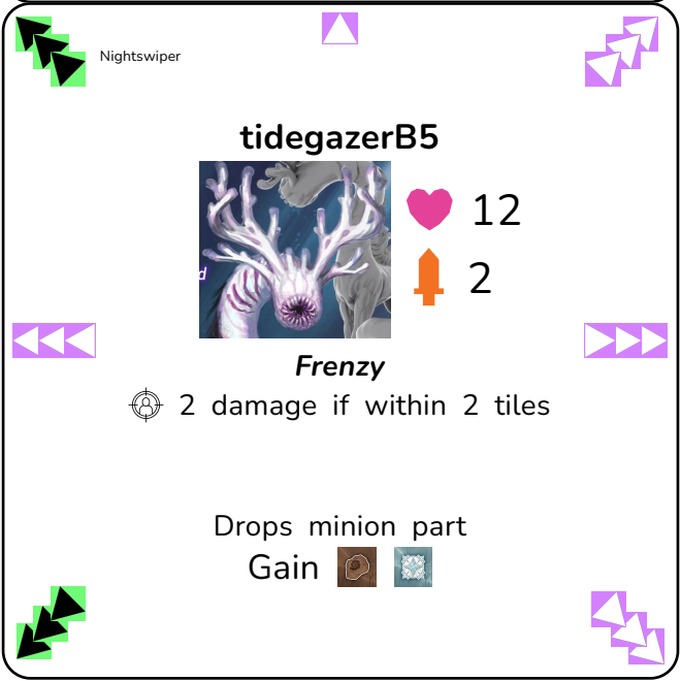 Nightswiper
tidegazerB5
12
d
2
Frenzy
2 damage if within 2 tiles
Drops minion part
Gain